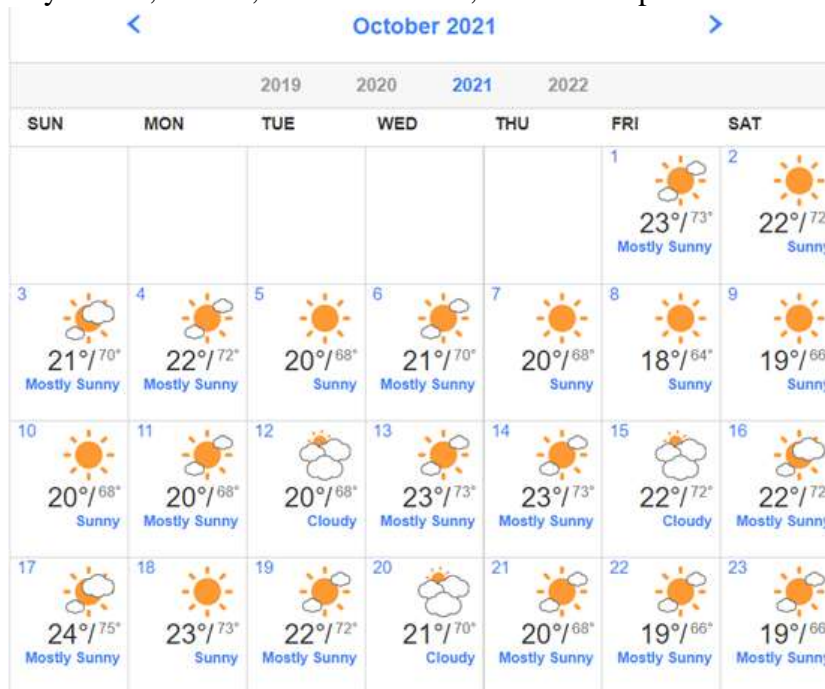 October 2021
2019 2020 2021 2022
SUN MON TUE WED THU FRI SAT
1 2
23°/73° 22°/72
Mostly Sunny Sunny
3 4 5 6 7 8 9
21°/70° 22°/72° 20°/68° 21°/70° 20°/68° 18°/64° 19°/66
Mostly Sunny Mostly Sunny Sunny Mostly Sunny Sunny Sunny Sunny
10 11 12 13 14 15 16
20°/68° 20°/68° 20°/68° 23°/73° 23°/73° 22°/72° 22°/72
Sunny Mostly Sunny Cloudy Mostly Sunny Mostly Sunny Cloudy Mostly Sunny
17 18 19 20 21 22 23
24°/75° 23°/73° 22°/72° 21°/70° 20°/68° 19°/66° 19°/66
Mostly Sunny Sunny Mostly Sunny Cloudy Mostly Sunny Mostly Sunny Mostly Sunny